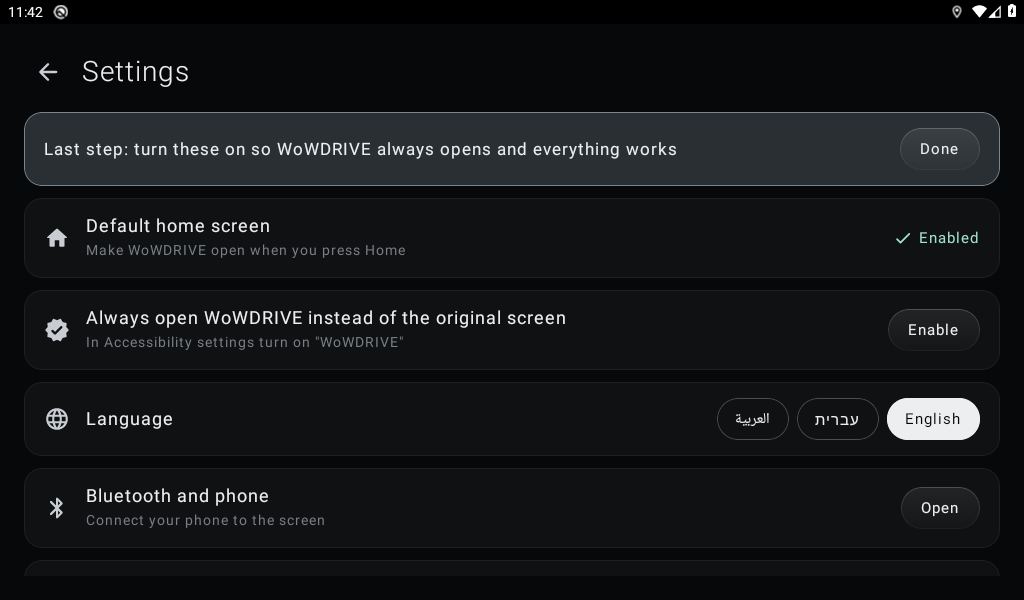 11:42
Settings
Last step: turn these on so WoWDRIVE always opens and everything works
Done
Default home screen
Make WoWDRIVE open when you press Home
Enabled
Always open WoWDRIVE instead of the original screen
In Accessibility settings turn on "WoWDRIVE"
Enable
Language
العربية
עברית
English
Bluetooth and phone
Connect your phone to the screen
Open